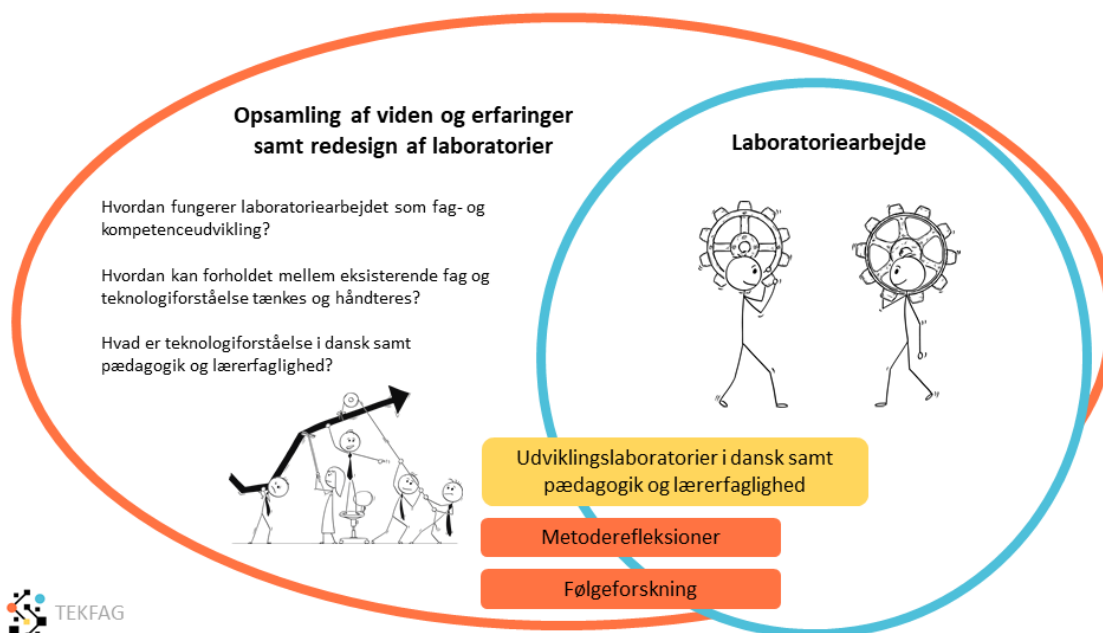 Opsamling af viden og erfaringer
samt redesign af laboratorier
Laboratoriearbejde
Hvordan fungerer laboratoriearbejdet som fag- og
kompetenceudvikling?
Hvordan kan forholdet mellem eksisterende fag og
teknologiforståelse tænkes og håndteres?
Hvad er teknologiforståelse i dansk samt
pædagogik og lærerfaglighed?
Udviklingslaboratorier i dansk samt
pædagogik og lærerfaglighed
Metoderefleksioner
Følgeforskning
TEKFAG